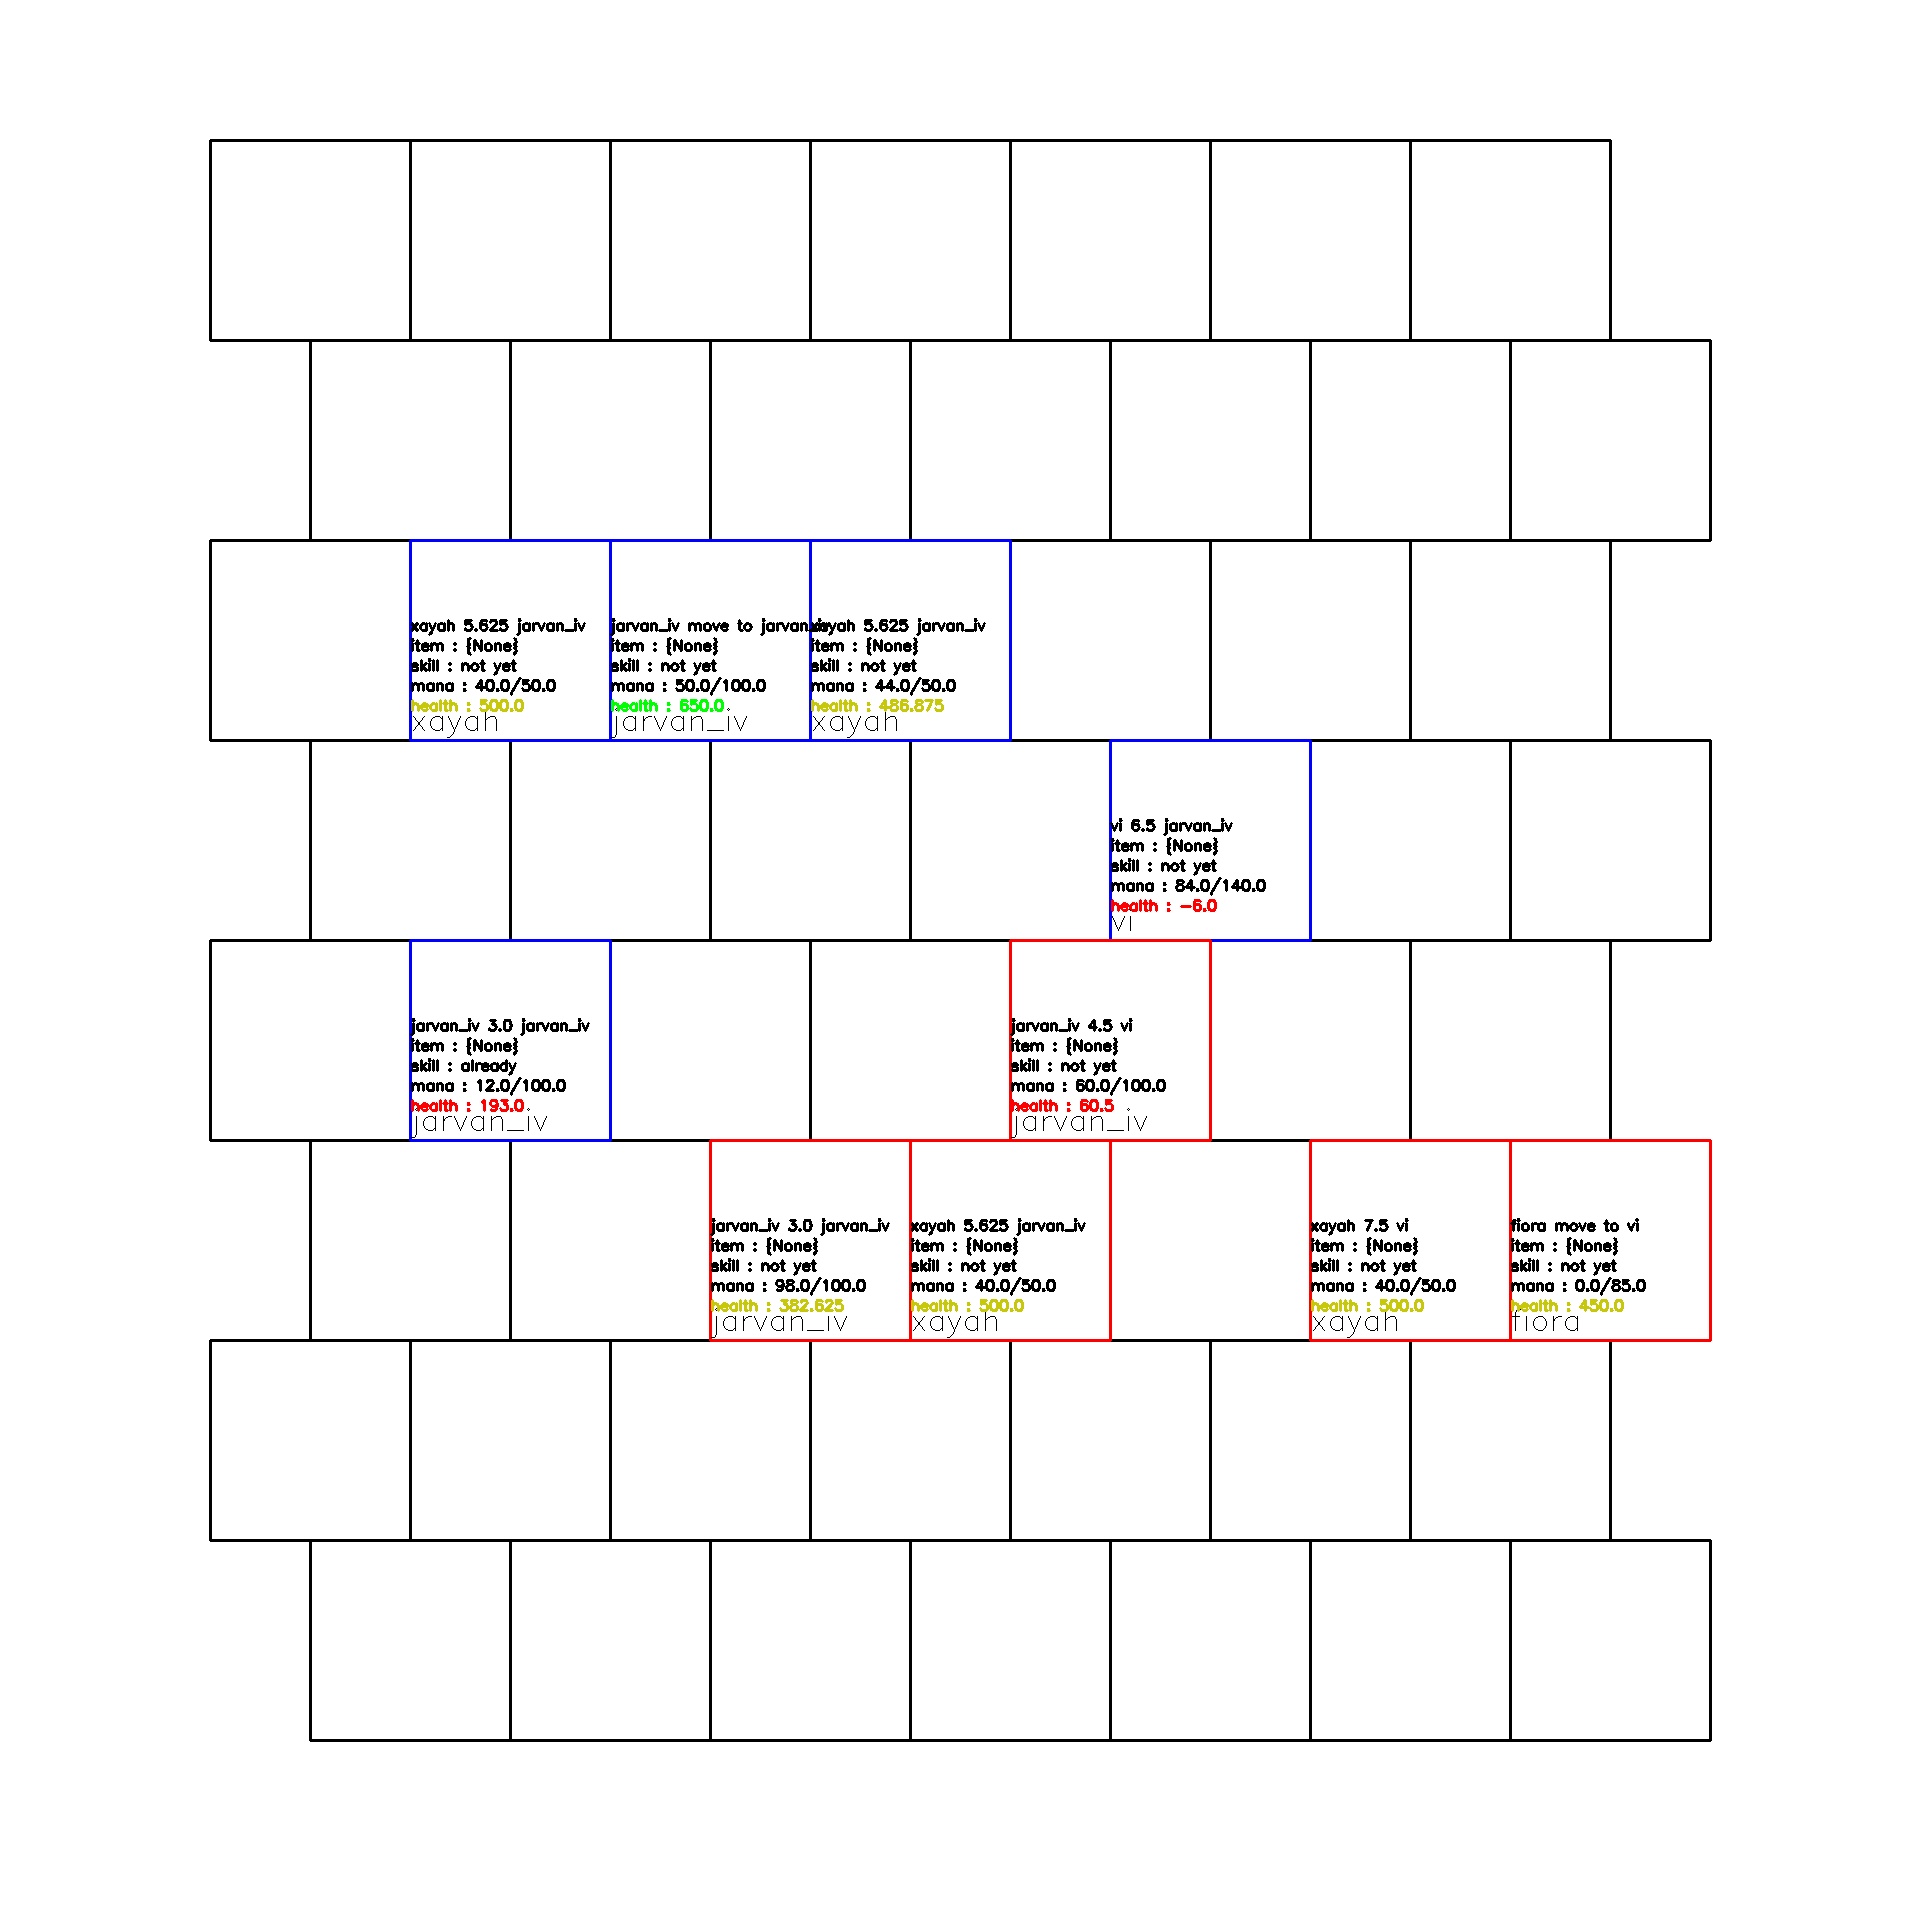 xayah 5.625 jarvan_iv
item : {None}
skill : not yet
mana : 40.0/50.0
health : 500.0
xayah
jarvan_iv move to jarvan_iv
item : {None}
skill : not yet
mana : 50.0/100.0
health : 650.0
jarvan_iv
xayah 5.625 jarvan_iv
item : {None}
skill : not yet
mana : 44.0/50.0
health : 486.875
xayah
vi 6.5 jarvan_iv
item : {None}
skill : not yet
mana : 84.0/140.0
health : -6.0
vi
jarvan_iv 3.0 jarvan_iv
item : {None}
skill : already
mana : 12.0/100.0
health : 193.0
jarvan_iv
jarvan_iv 4.5 vi
item : {None}
skill : not yet
mana : 60.0/100.0
health : 60.5
jarvan_iv
jarvan_iv 3.0 jarvan_iv
item : {None}
skill : not yet
mana : 98.0/100.0
health : 382.625
jarvan_iv
xayah 5.625 jarvan_iv
item : {None}
skill : not yet
mana : 40.0/50.0
health : 500.0
xayah
xayah 7.5 vi
item : {None}
skill : not yet
mana : 40.0/50.0
health : 500.0
xayah
fiora move to vi
item : {None}
skill : not yet
mana : 0.0/85.0
health : 450.0
fiora